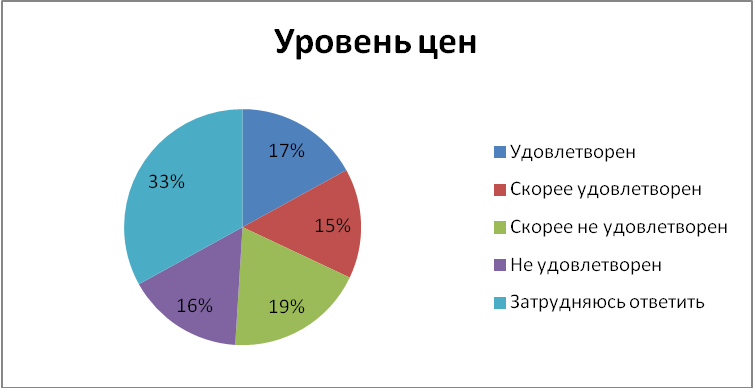 Уровень цен
17%
15%
19%
16%
33%
Удовлетворен
Скорее удовлетворен
Скорее не удовлетворен
Не удовлетворен
Затрудняюсь ответить